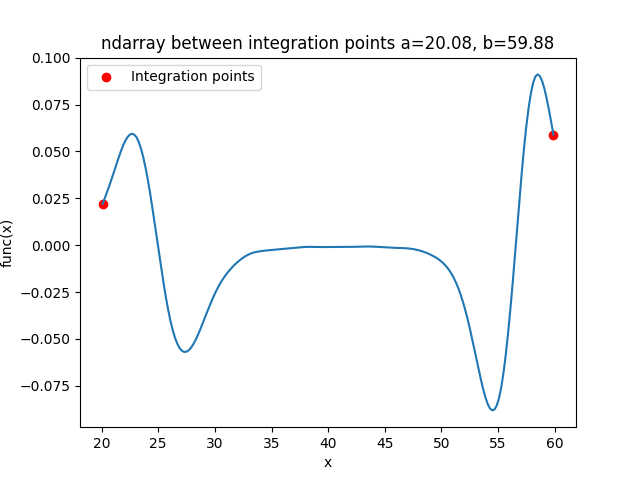 ndarray between integration points a=20.08, b=59.88
Integration points
0.100
0.075
0.050
0.025
0.000
−0.025
−0.050
−0.075
func(x)
20 25 30 35 40 45 50 55 60
x